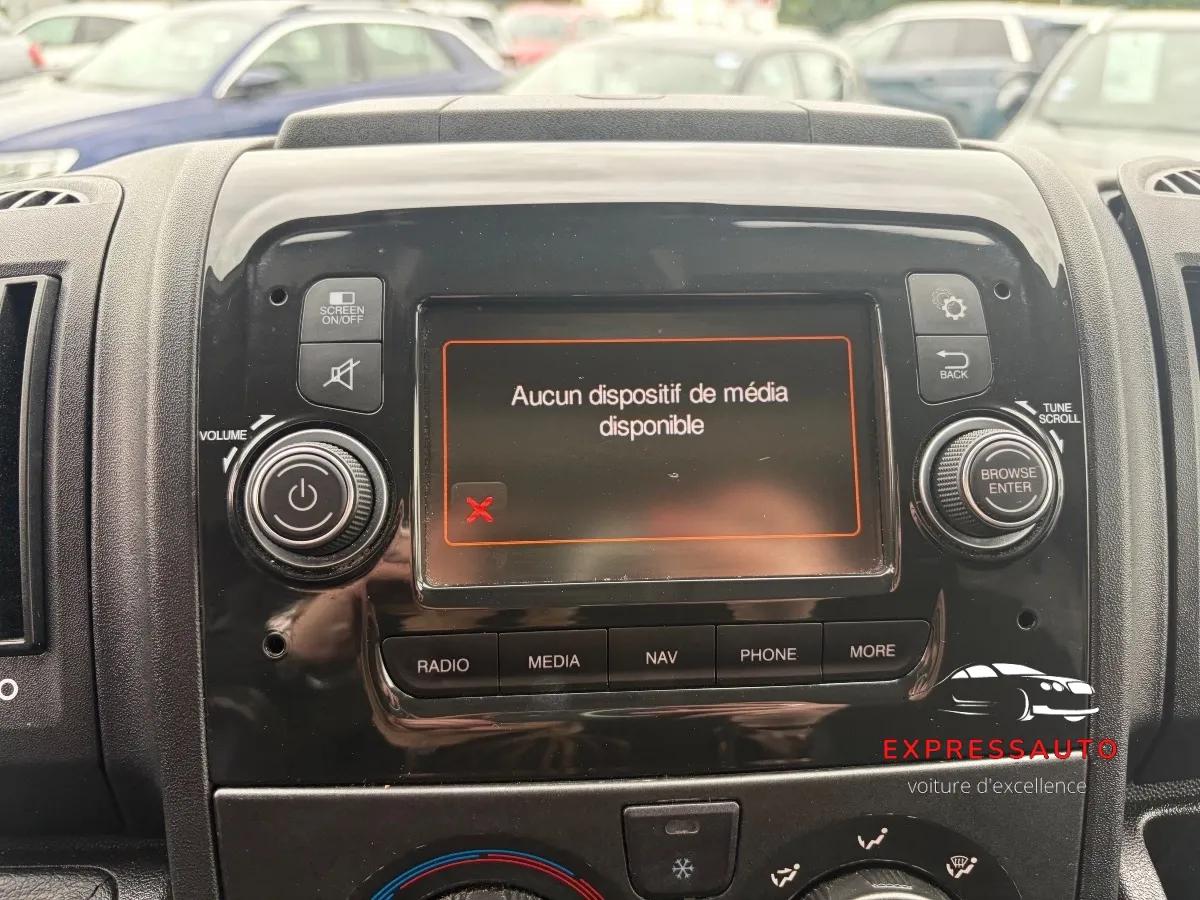 SCREEN
ON/OFF
BACK
VOLUME
TUNE
SCROLL
Aucun dispositif de média
disponible
BROWSE
ENTER
RADIO
MEDIA
NAV
PHONE
MORE
O
EXPRESSAUTO
voiture d'excellence